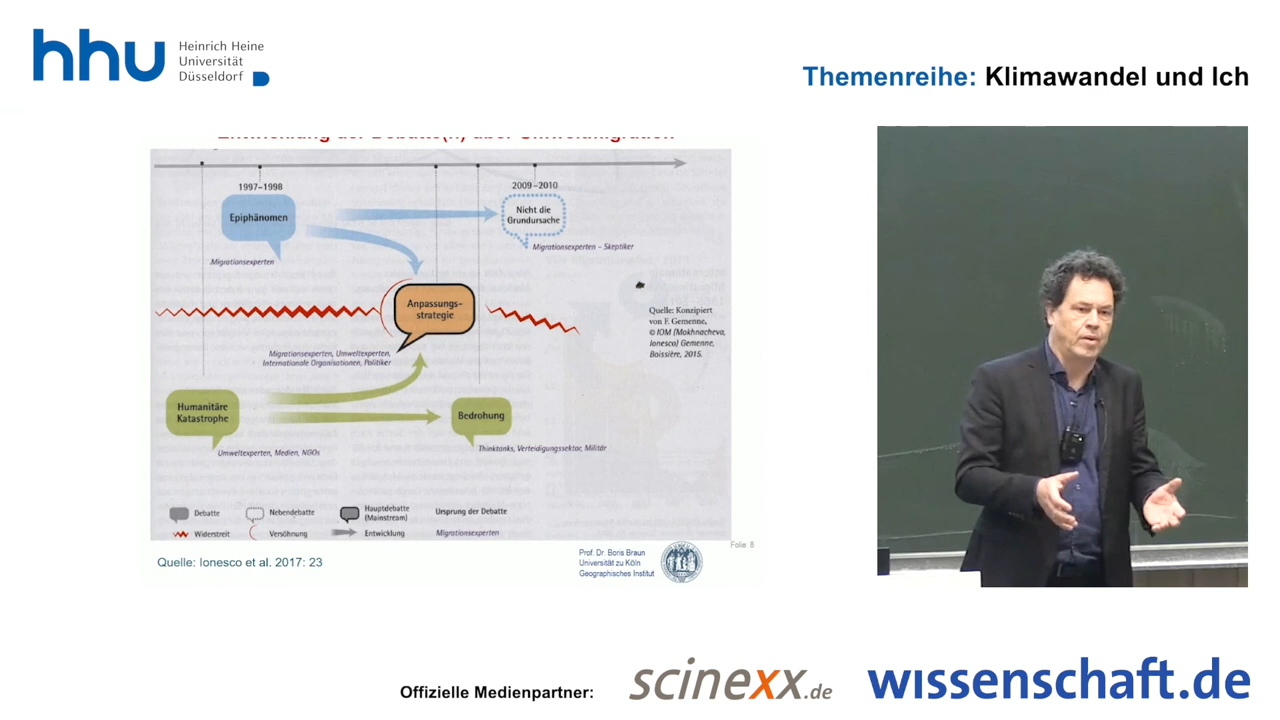 hhu
Heinrich Heine
Universität
Düsseldorf
Themenreihe: Klimawandel und Ich
Entwicklung der Debatte(n) über Umweltmigration
1997–1998
2009–2010
Epiphänomen
Nicht die
Grundursache
Migrationsexperten – Skeptiker
Migrationsexperten
Anpassungs-
strategie
Quelle: Konzipiert
von F. Gemenne,
© IOM (Mokhnacheva,
Ionesco) Gemenne,
Boissière, 2015.
Migrationsexperten, Umweltexperten,
Internationale Organisationen, Politiker
Humanitäre
Katastrophe
Bedrohung
Umweltexperten, Medien, NGOs
Thinktanks, Verteidigungssektor, Militär
Debatte
Nebendebatte
Hauptdebatte
(Mainstream)
Ursprung der Debatte
Widerstreit
Versöhnung
Entwicklung
Migrationsexperten
Quelle: Ionesco et al. 2017: 23
Prof. Dr. Boris Braun
Universität zu Köln
Geographisches Institut
Folie 8
Offizielle Medienpartner:
scinexx.de
wissenschaft.de